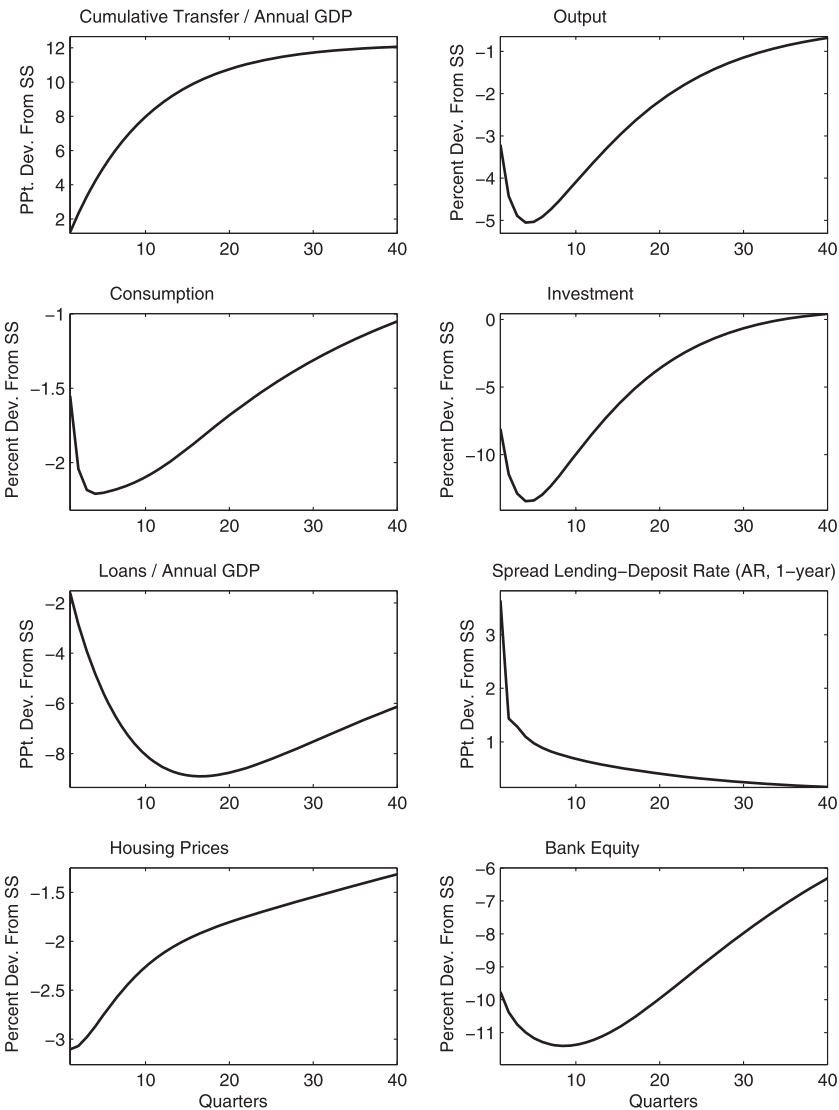 Cumulative Transfer / Annual GDP
PPt. Dev. From SS
12
10
8
6
4
2
10 20 30 40
Output
Percent Dev. From SS
−1
−2
−3
−4
−5
10 20 30 40
Consumption
Percent Dev. From SS
−1
−1.5
−2
10 20 30 40
Investment
Percent Dev. From SS
0
−5
−10
10 20 30 40
Loans / Annual GDP
PPt. Dev. From SS
−2
−4
−6
−8
10 20 30 40
Spread Lending−Deposit Rate (AR, 1−year)
PPt. Dev. From SS
3
2
1
10 20 30 40
Housing Prices
Percent Dev. From SS
−1.5
−2
−2.5
−3
10 20 30 40
Quarters
Bank Equity
Percent Dev. From SS
−6
−7
−8
−9
−10
−11
10 20 30 40
Quarters